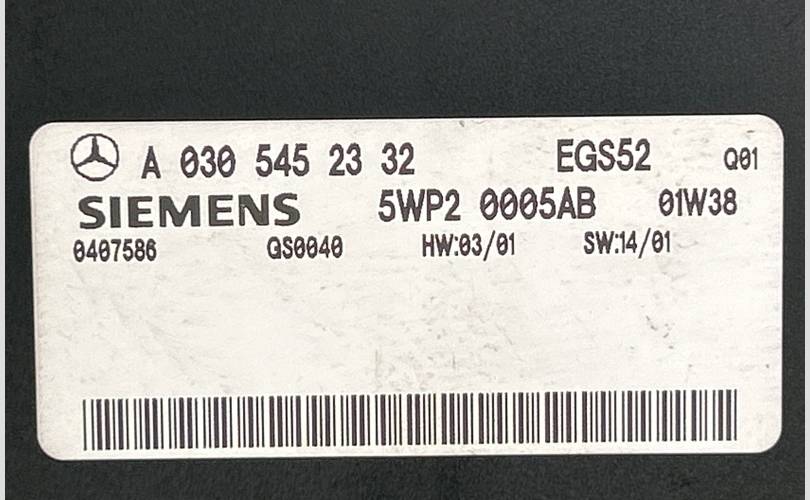 A 030 545 23 32 EGS52 Q01
SIEMENS 5WP2 0005AB 01W38
0407586 QS0040 HW:03/01 SW:14/01